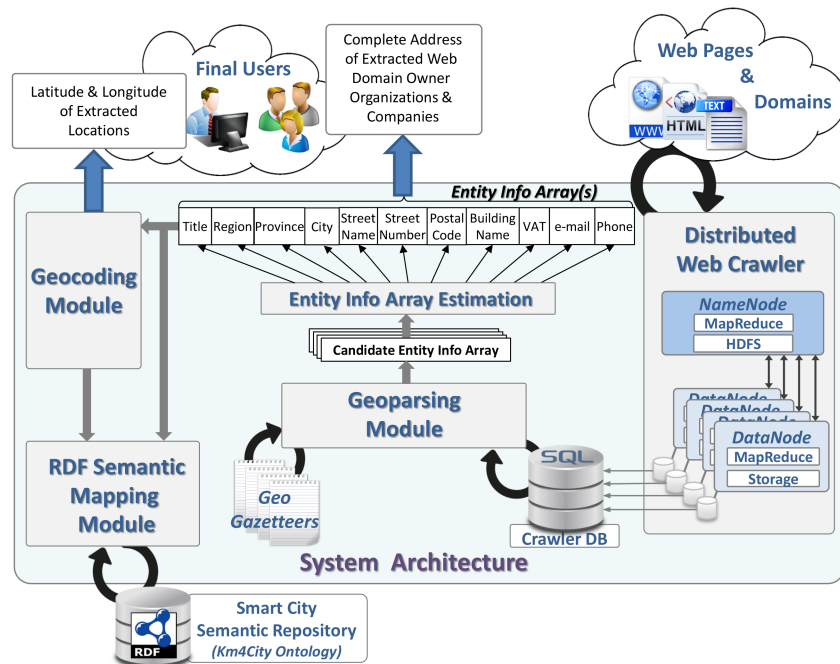 Latitude & Longitude
of Extracted
Locations
Final Users
Complete Address
of Extracted Web
Domain Owner
Organizations &
Companies
Web Pages
&
Domains
WWW
HTML
TEXT
Entity Info Array(s)
Title Region Province City Street Name Street Number Postal Code Building Name VAT e-mail Phone
Geocoding
Module
Entity Info Array Estimation
Candidate Entity Info Array
Geoparsing
Module
Geo
Gazetteers
RDF Semantic
Mapping
Module
Distributed
Web Crawler
NameNode
MapReduce
HDFS
DataNode
DataNode
DataNode
DataNode
MapReduce
Storage
SQL
Crawler DB
System Architecture
RDF
Smart City
Semantic Repository
(Km4City Ontology)